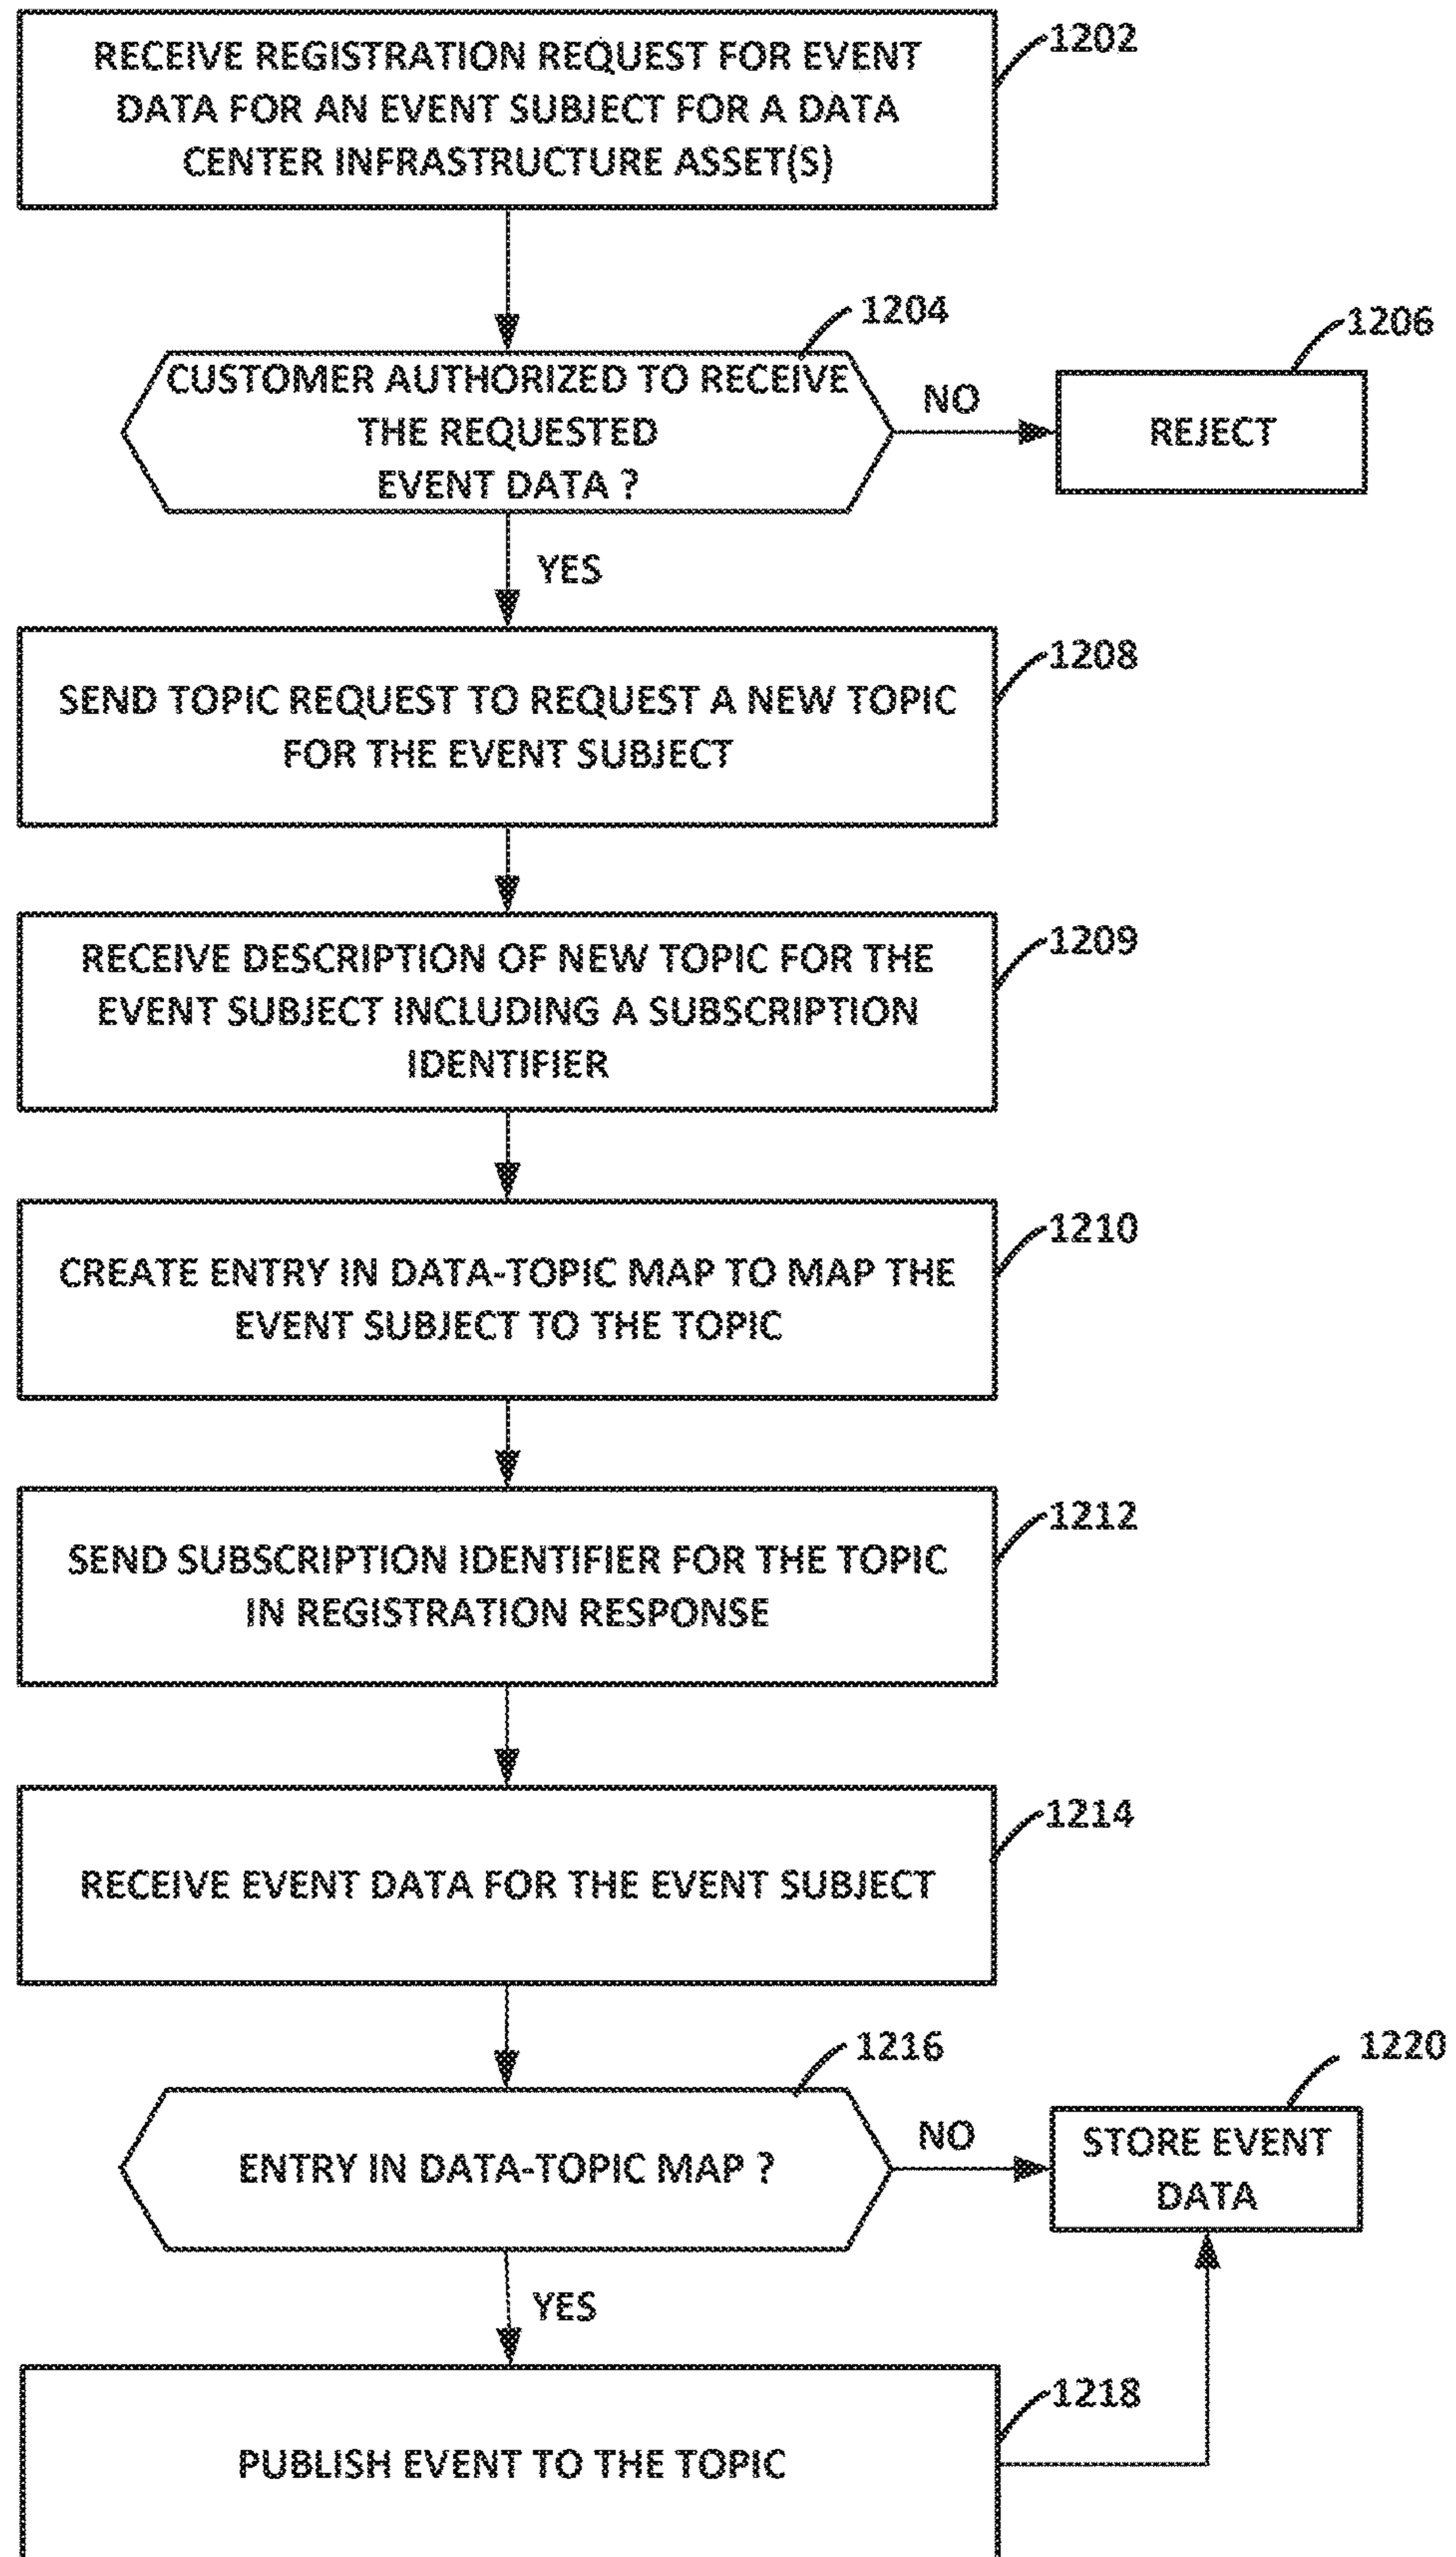 RECEIVE REGISTRATION REQUEST FOR EVENT
DATA FOR AN EVENT SUBJECT FOR A DATA
CENTER INFRASTRUCTURE ASSET(S)
1202
CUSTOMER AUTHORIZED TO RECEIVE
THE REQUESTED
EVENT DATA ?
1204
NO
REJECT
1206
YES
SEND TOPIC REQUEST TO REQUEST A NEW TOPIC
FOR THE EVENT SUBJECT
1208
RECEIVE DESCRIPTION OF NEW TOPIC FOR THE
EVENT SUBJECT INCLUDING A SUBSCRIPTION
IDENTIFIER
1209
CREATE ENTRY IN DATA-TOPIC MAP TO MAP THE
EVENT SUBJECT TO THE TOPIC
1210
SEND SUBSCRIPTION IDENTIFIER FOR THE TOPIC
IN REGISTRATION RESPONSE
1212
RECEIVE EVENT DATA FOR THE EVENT SUBJECT
1214
ENTRY IN DATA-TOPIC MAP ?
1216
NO
STORE EVENT
DATA
1220
YES
PUBLISH EVENT TO THE TOPIC
1218